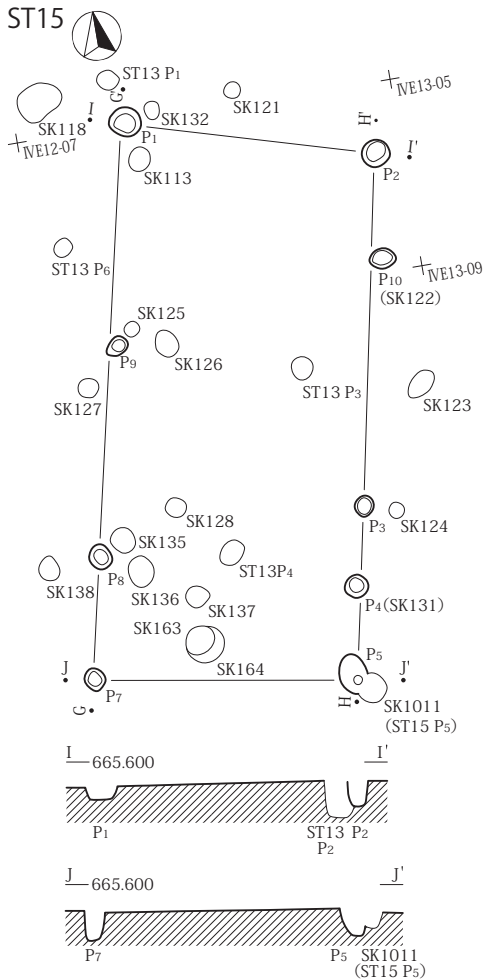 ST15
ST13 P1
G'
I
SK118
IVE12-07
SK132
P1
SK121
IVE13-05
H'
I'
P2
SK113
ST13 P6
P10
(SK122)
IVE13-09
SK125
P9
SK126
SK127
ST13 P3
SK123
SK128
P3
SK124
SK135
P8
SK138
SK136
ST13P4
SK137
P4(SK131)
SK163
SK164
P5
J
P7
G
H
J'
SK1011
(ST15 P5)
I
665.600
I'
P1
ST13 P2
P2
J
665.600
J'
P7
P5
SK1011
(ST15 P5)